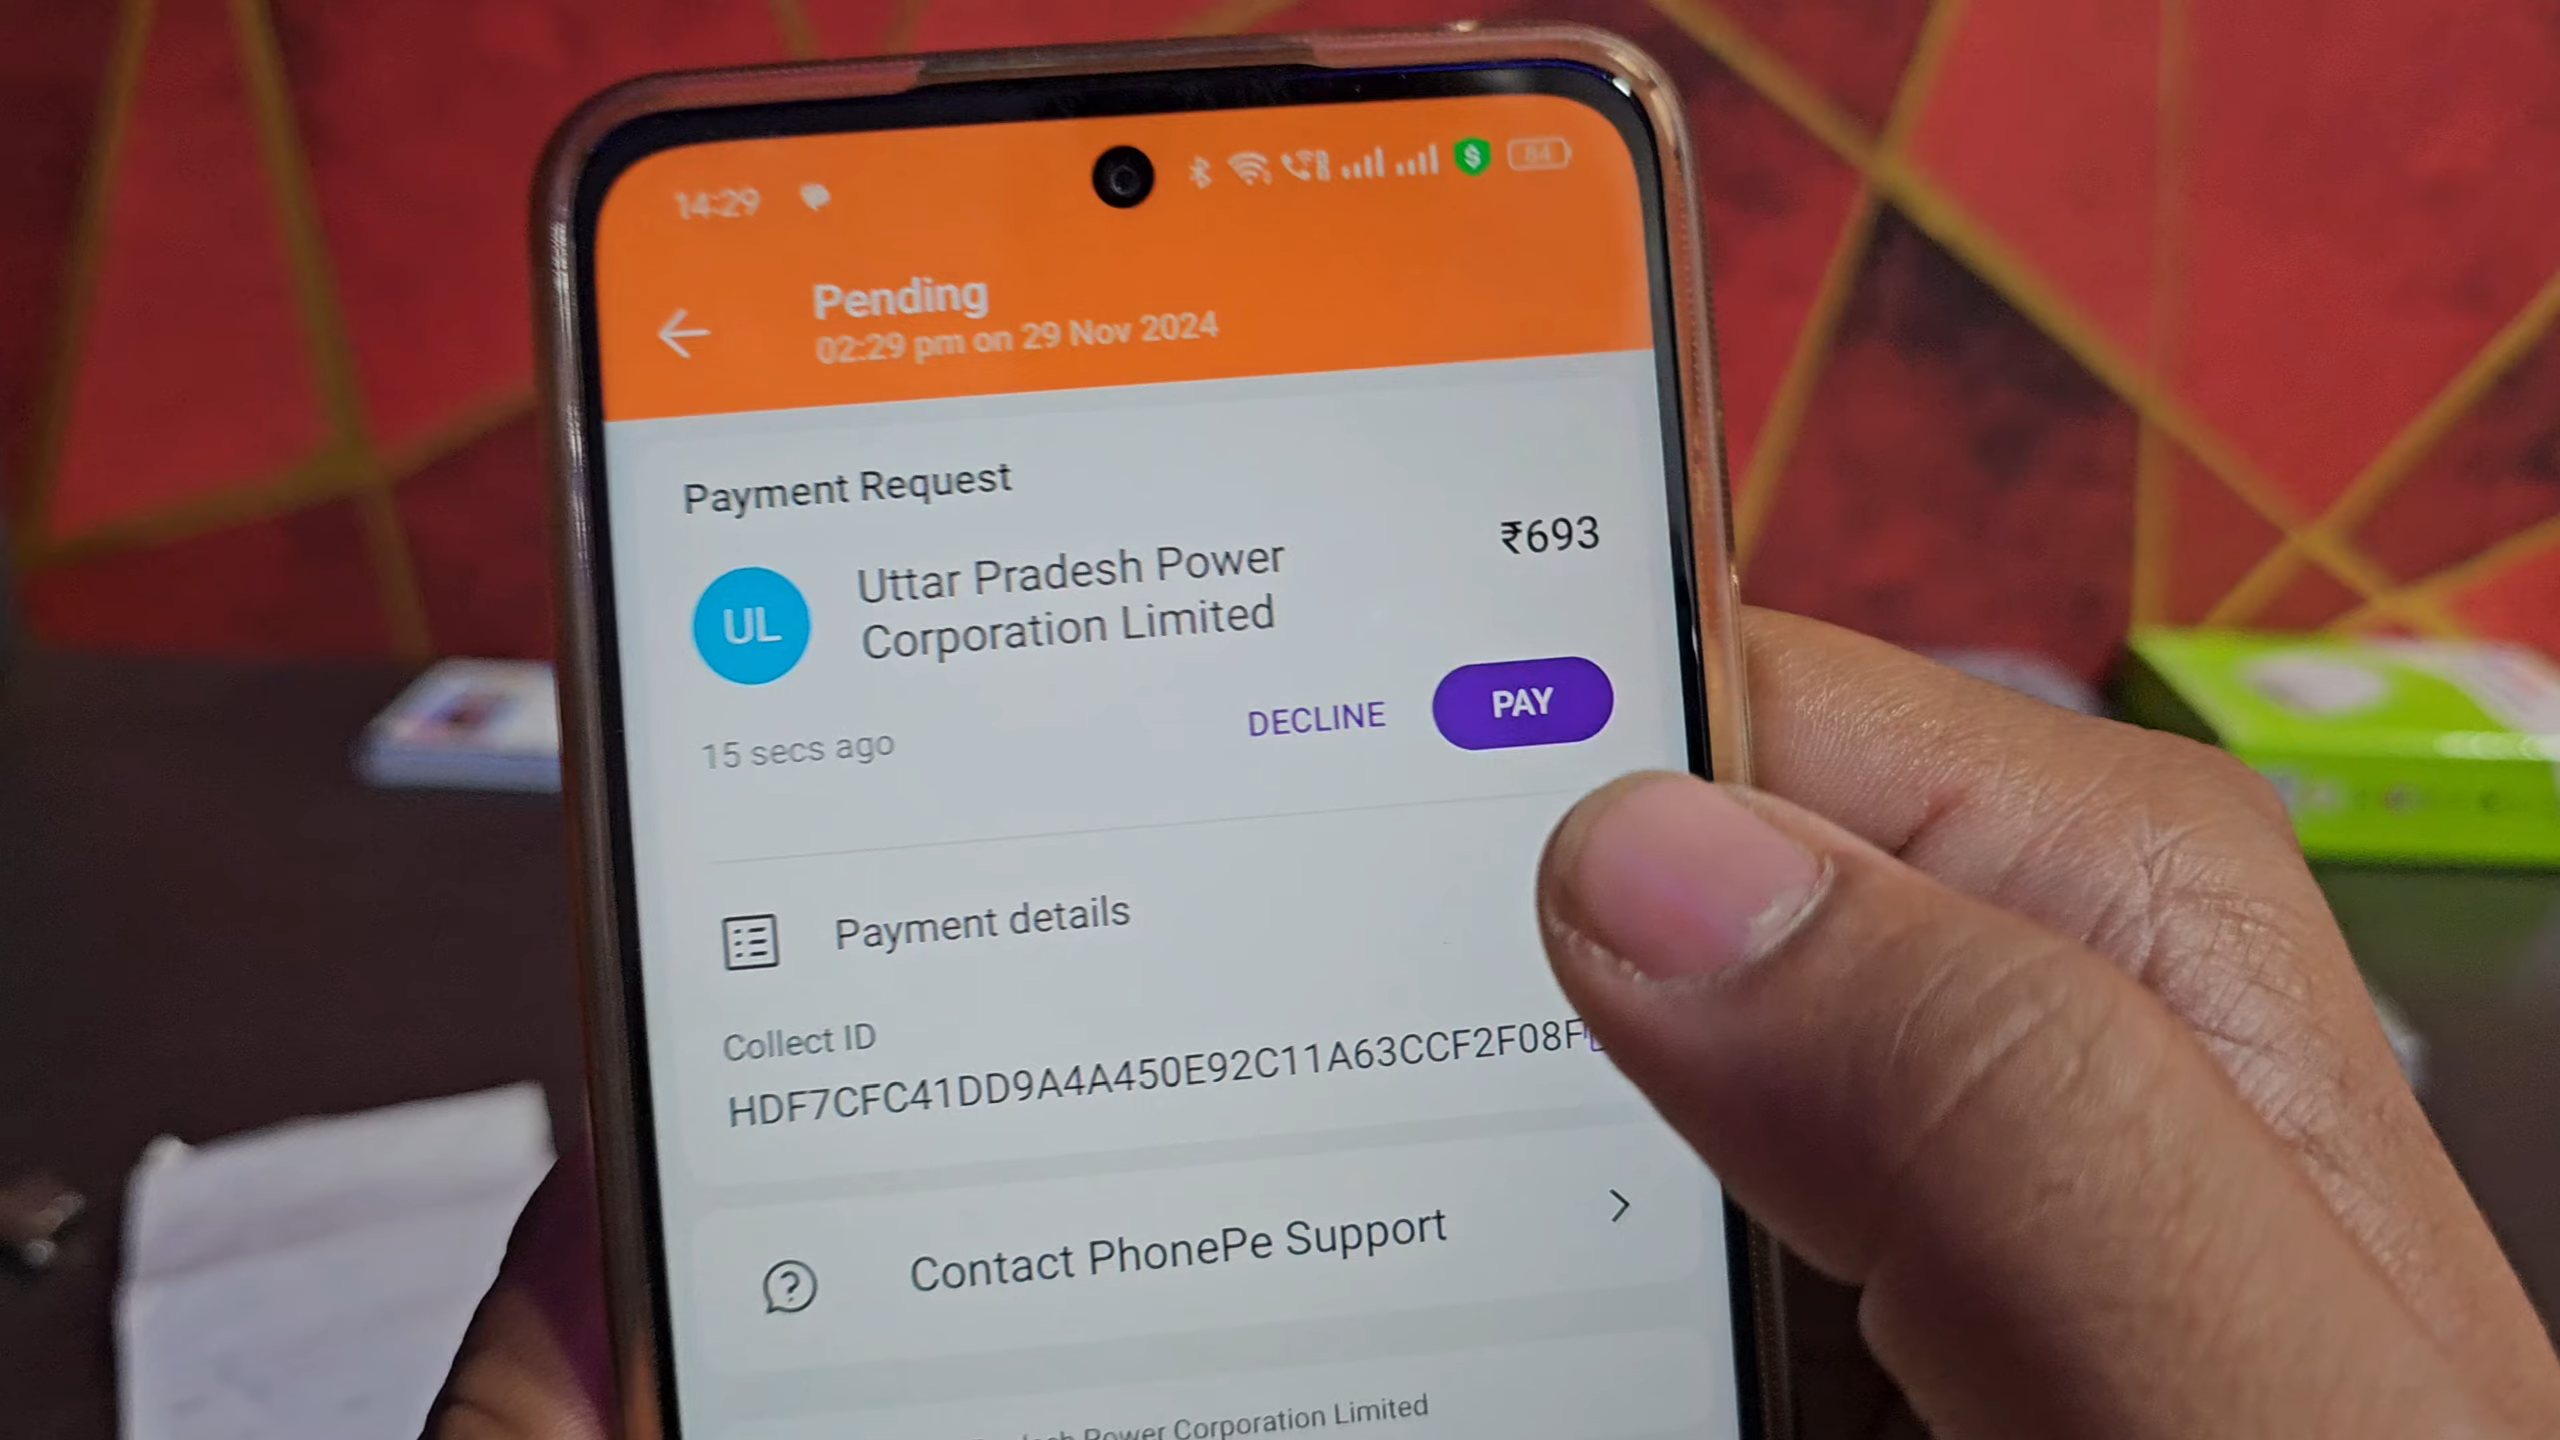 14:29
84
Pending
02:29 pm on 29 Nov 2024
Payment Request
UL
Uttar Pradesh Power
Corporation Limited
₹693
15 secs ago
DECLINE
PAY
Payment details
Collect ID
HDF7CFC41DD9A4A450E92C11A63CCF2F08F
Contact PhonePe Support
Power Corporation Limited